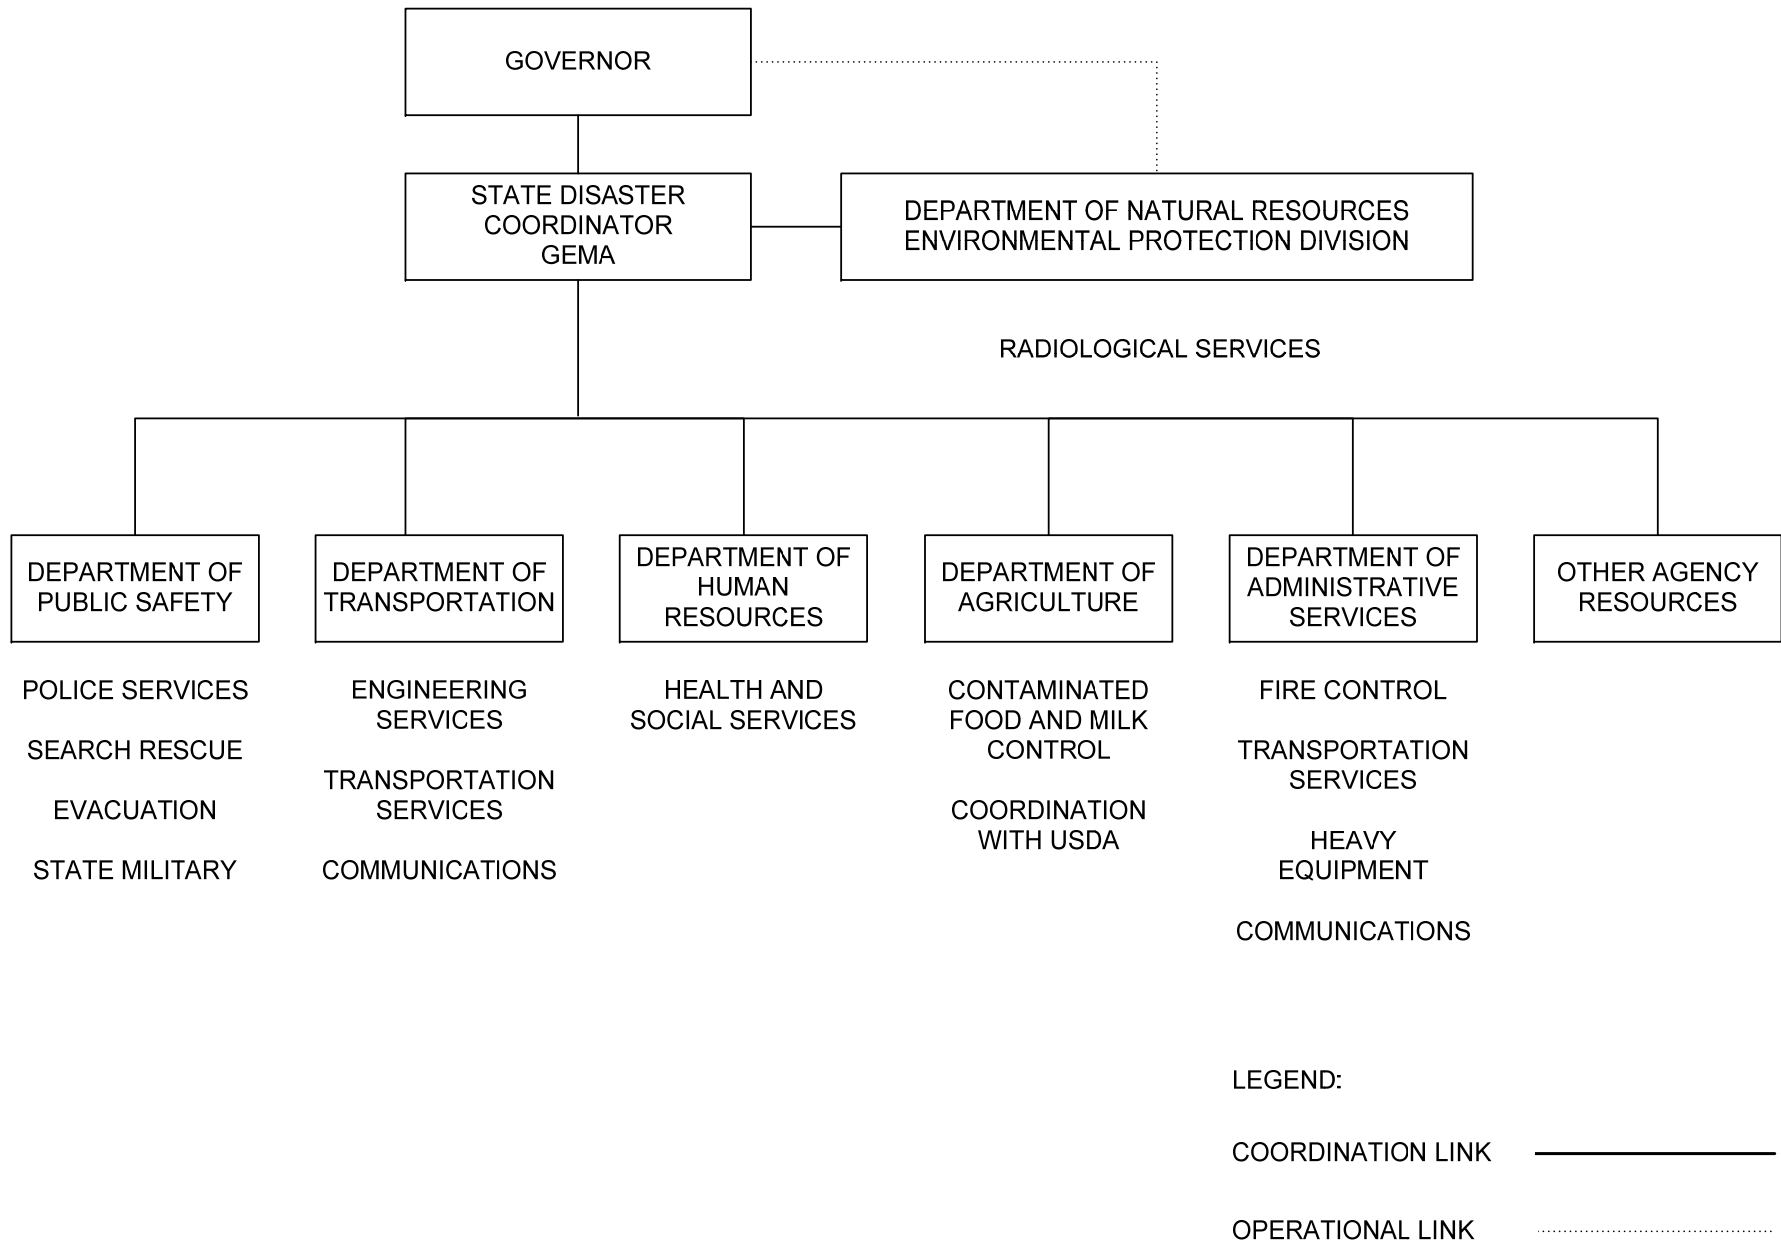 GOVERNOR
STATE DISASTER
COORDINATOR
GEMA
DEPARTMENT OF NATURAL RESOURCES
ENVIRONMENTAL PROTECTION DIVISION
RADIOLOGICAL SERVICES
DEPARTMENT OF
PUBLIC SAFETY
POLICE SERVICES
SEARCH RESCUE
EVACUATION
STATE MILITARY
DEPARTMENT OF
TRANSPORTATION
ENGINEERING
SERVICES
TRANSPORTATION
SERVICES
COMMUNICATIONS
DEPARTMENT OF
HUMAN
RESOURCES
HEALTH AND
SOCIAL SERVICES
DEPARTMENT OF
AGRICULTURE
CONTAMINATED
FOOD AND MILK
CONTROL
COORDINATION
WITH USDA
DEPARTMENT OF
ADMINISTRATIVE
SERVICES
FIRE CONTROL
TRANSPORTATION
SERVICES
HEAVY
EQUIPMENT
COMMUNICATIONS
OTHER AGENCY
RESOURCES
LEGEND:
COORDINATION LINK
OPERATIONAL LINK